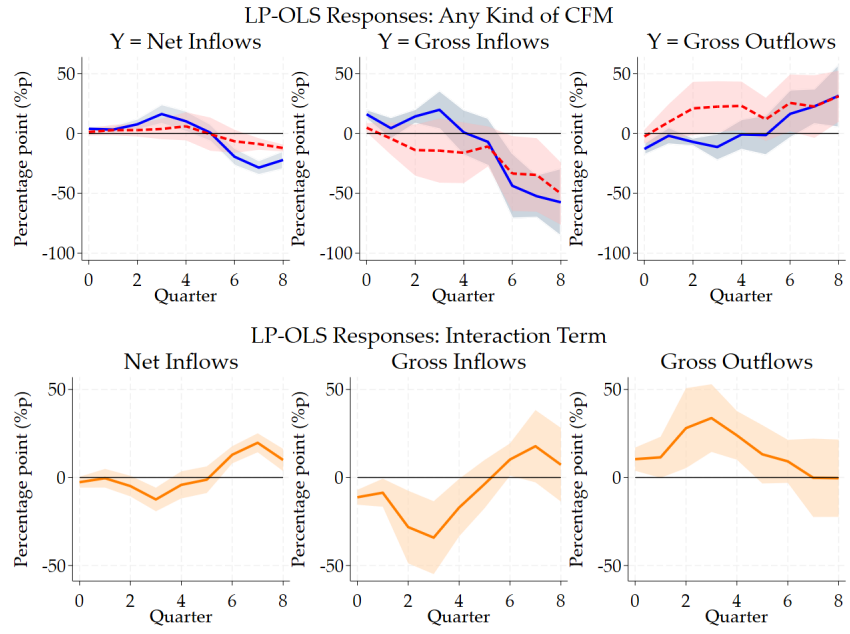 LP-OLS Responses: Any Kind of CFM
Y = Net Inflows
Y = Gross Inflows
Y = Gross Outflows
Percentage point (%p)
50
0
-50
-100
0 2 4 6 8
Quarter
Percentage point (%p)
50
0
-50
-100
0 2 4 6 8
Quarter
Percentage point (%p)
50
0
-50
-100
0 2 4 6 8
Quarter
LP-OLS Responses: Interaction Term
Net Inflows
Gross Inflows
Gross Outflows
Percentage point (%p)
50
0
-50
0 2 4 6 8
Quarter
Percentage point (%p)
50
0
-50
0 2 4 6 8
Quarter
Percentage point (%p)
50
0
-50
0 2 4 6 8
Quarter